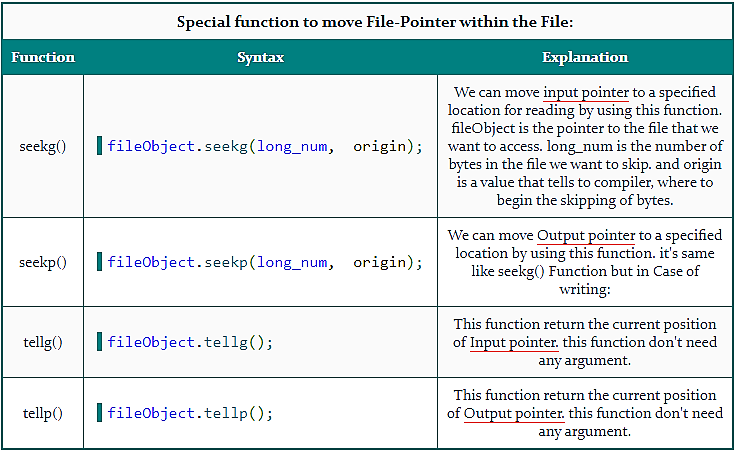 Special function to move File-Pointer within the File:
Function Syntax Explanation
seekg()
fileObject.seekg(long_num, origin);
We can move input pointer to a specified
location for reading by using this function.
fileObject is the pointer to the file that we
want to access. long_num is the number of
bytes in the file we want to skip. and origin
is a value that tells to compiler, where to
begin the skipping of bytes.
seekp()
fileObject.seekp(long_num, origin);
We can move Output pointer to a specified
location by using this function. it's same
like seekg() Function but in Case of
writing:
tellg()
fileObject.tellg();
This function return the current position
of Input pointer. this function don't need
any argument.
tellp()
fileObject.tellp();
This function return the current position
of Output pointer. this function don't need
any argument.